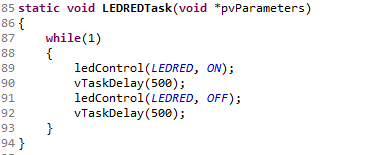 85 static void LEDREDTask(void *pvParameters)
86 {
87     while(1)
88     {
89         ledControl(LEDRED, ON);
90         vTaskDelay(500);
91         ledControl(LEDRED, OFF);
92         vTaskDelay(500);
93     }
94 }